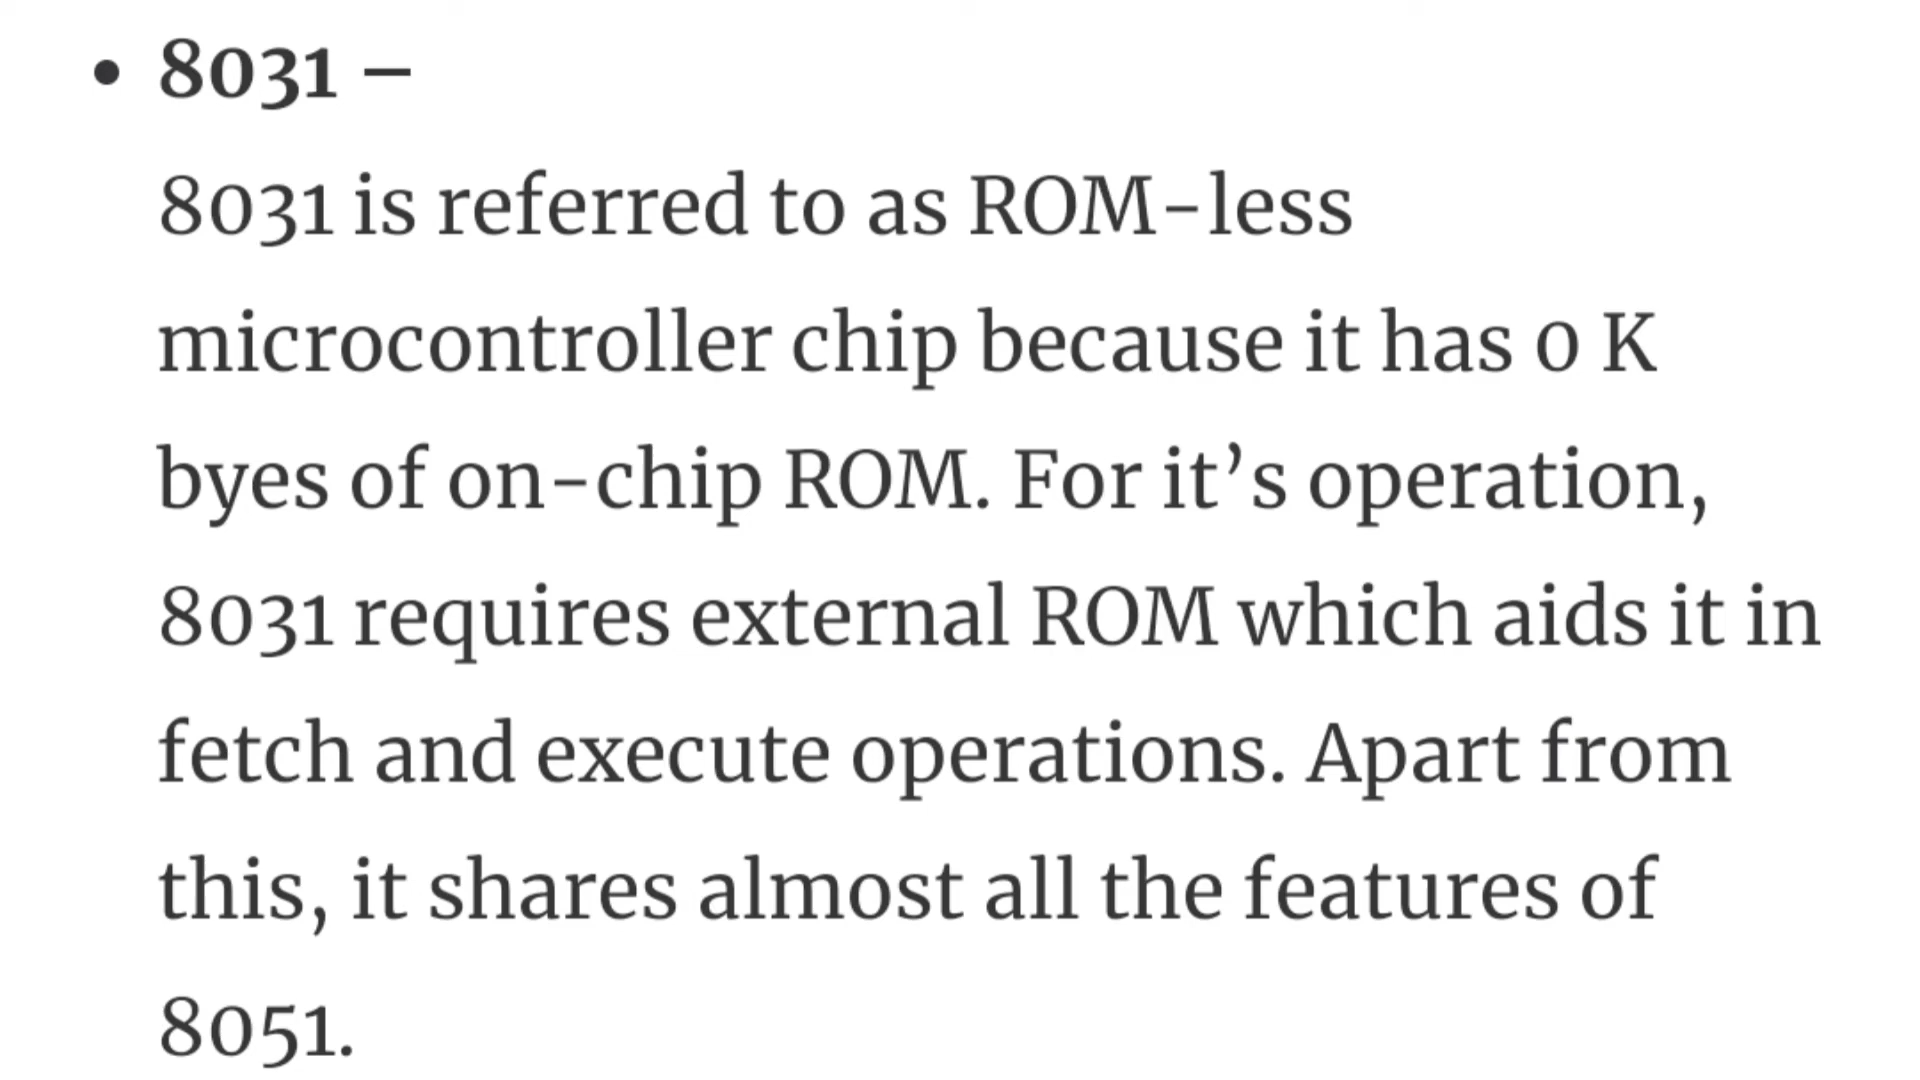 • 8031 –
8031 is referred to as ROM-less
microcontroller chip because it has 0 K
byes of on-chip ROM. For it’s operation,
8031 requires external ROM which aids it in
fetch and execute operations. Apart from
this, it shares almost all the features of
8051.